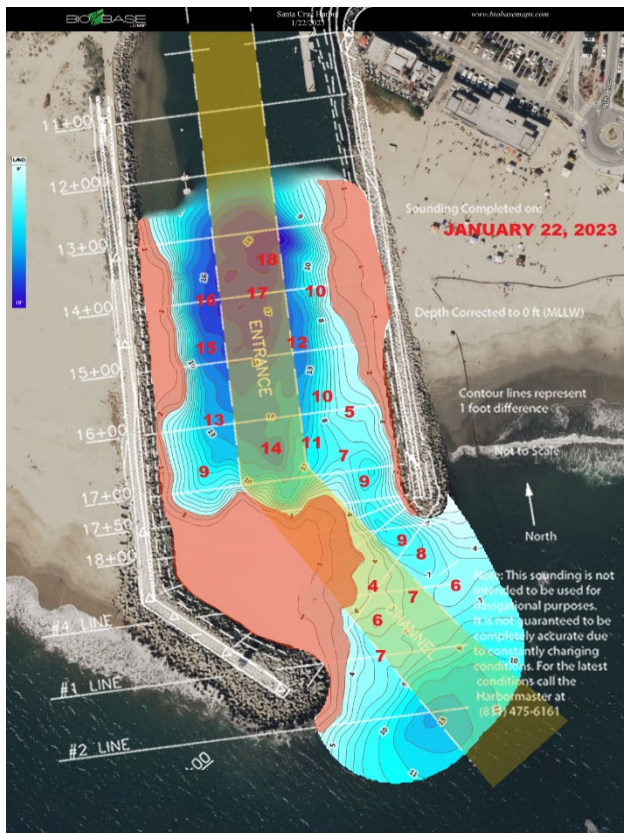 BIOBASE
Santa Cruz Harbor
1/22/2023
www.biobasemaps.com
LAND
0'
11+00
12+00
Sounding Completed on:
JANUARY 22, 2023
13+00
18
17
10
16
14+00
Depth Corrected to 0 ft (MLLW)
ENTRANCE
12
15
15+00
Contour lines represent
1 foot difference
10
5
13
16+00
11
14
7
Not to Scale
9
9
17+00
17+50
North
9
8
18+00
4
7
6
Note: This sounding is not
intended to be used for
navigational purposes.
It is not guaranteed to be
completely accurate due
to constantly changing
conditions. For the latest
conditions call the
Harbormaster at
(831) 475-6161
6
CHANNEL
#4 LINE
7
#1 LINE
#2 LINE